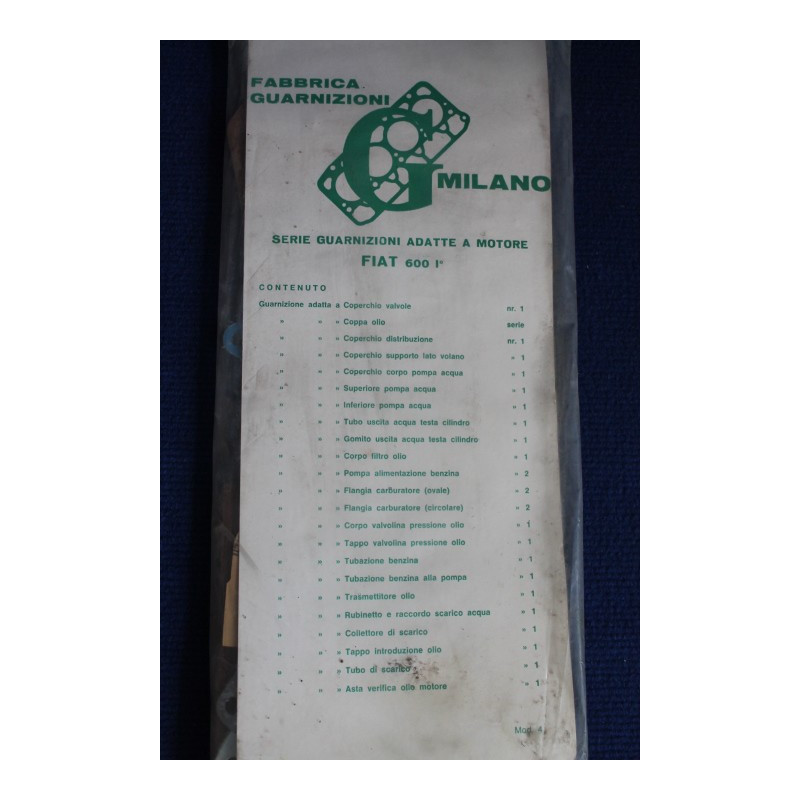 FABBRICA
GUARNIZIONI
G
MILANO
SERIE GUARNIZIONI ADATTE A MOTORE
FIAT 600 I°
CONTENUTO
Guarnizione adatta a Coperchio valvole nr. 1
» » » Coppa olio serie
» » » Coperchio distribuzione nr. 1
» » » Coperchio supporto lato volano » 1
» » » Coperchio corpo pompa acqua » 1
» » » Superiore pompa acqua » 1
» » » Inferiore pompa acqua » 1
» » » Tubo uscita acqua testa cilindro » 1
» » » Gomito uscita acqua testa cilindro » 1
» » » Corpo filtro olio » 1
» » » Pompa alimentazione benzina » 2
» » » Flangia carburatore (ovale) » 2
» » » Flangia carburatore (circolare) » 2
» » » Corpo valvolina pressione olio » 1
» » » Tappo valvolina pressione olio » 1
» » » Tubazione benzina » 1
» » » Tubazione benzina alla pompa » 1
» » » Trasmettitore olio » 1
» » » Rubinetto e raccordo scarico acqua » 1
» » » Collettore di scarico » 1
» » » Tappo introduzione olio » 1
» » » Tubo di scarico » 1
» » » Asta verifica olio motore » 1
Mod.